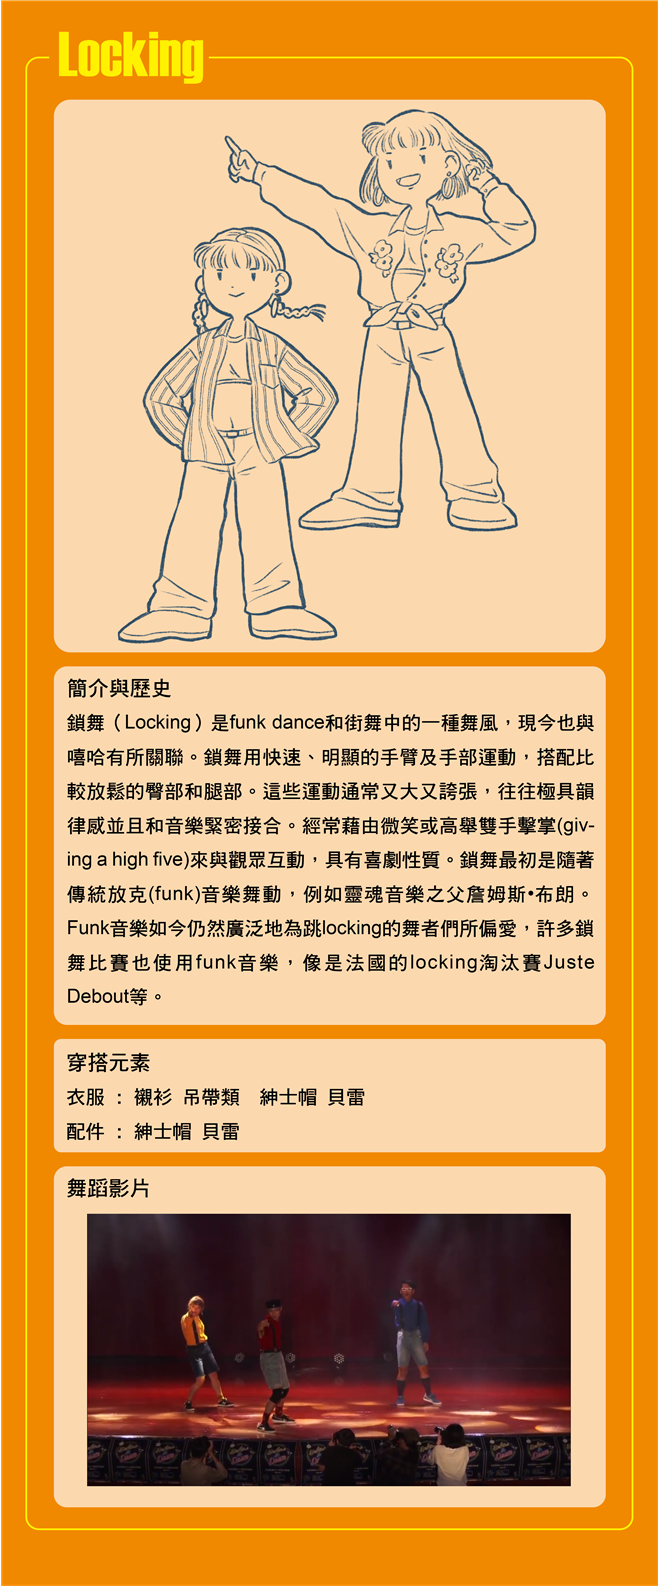 Locking
簡介與歷史
鎖舞（Locking）是funk dance和街舞中的一種舞風，現今也與
嘻哈有所關聯。鎖舞用快速、明顯的手臂及手部運動，搭配比
較放鬆的臀部和腿部。這些運動通常又大又誇張，往往極具韻
律感並且和音樂緊密接合。經常藉由微笑或高舉雙手擊掌(giv-
ing a high five)來與觀眾互動，具有喜劇性質。鎖舞最初是隨著
傳統放克(funk)音樂舞動，例如靈魂音樂之父詹姆斯•布朗。
Funk音樂如今仍然廣泛地為跳locking的舞者們所偏愛，許多鎖
舞比賽也使用funk音樂，像是法國的locking淘汰賽Juste
Debout等。
穿搭元素
衣服 ： 襯衫 吊帶類 紳士帽 貝雷
配件 ： 紳士帽 貝雷
舞蹈影片